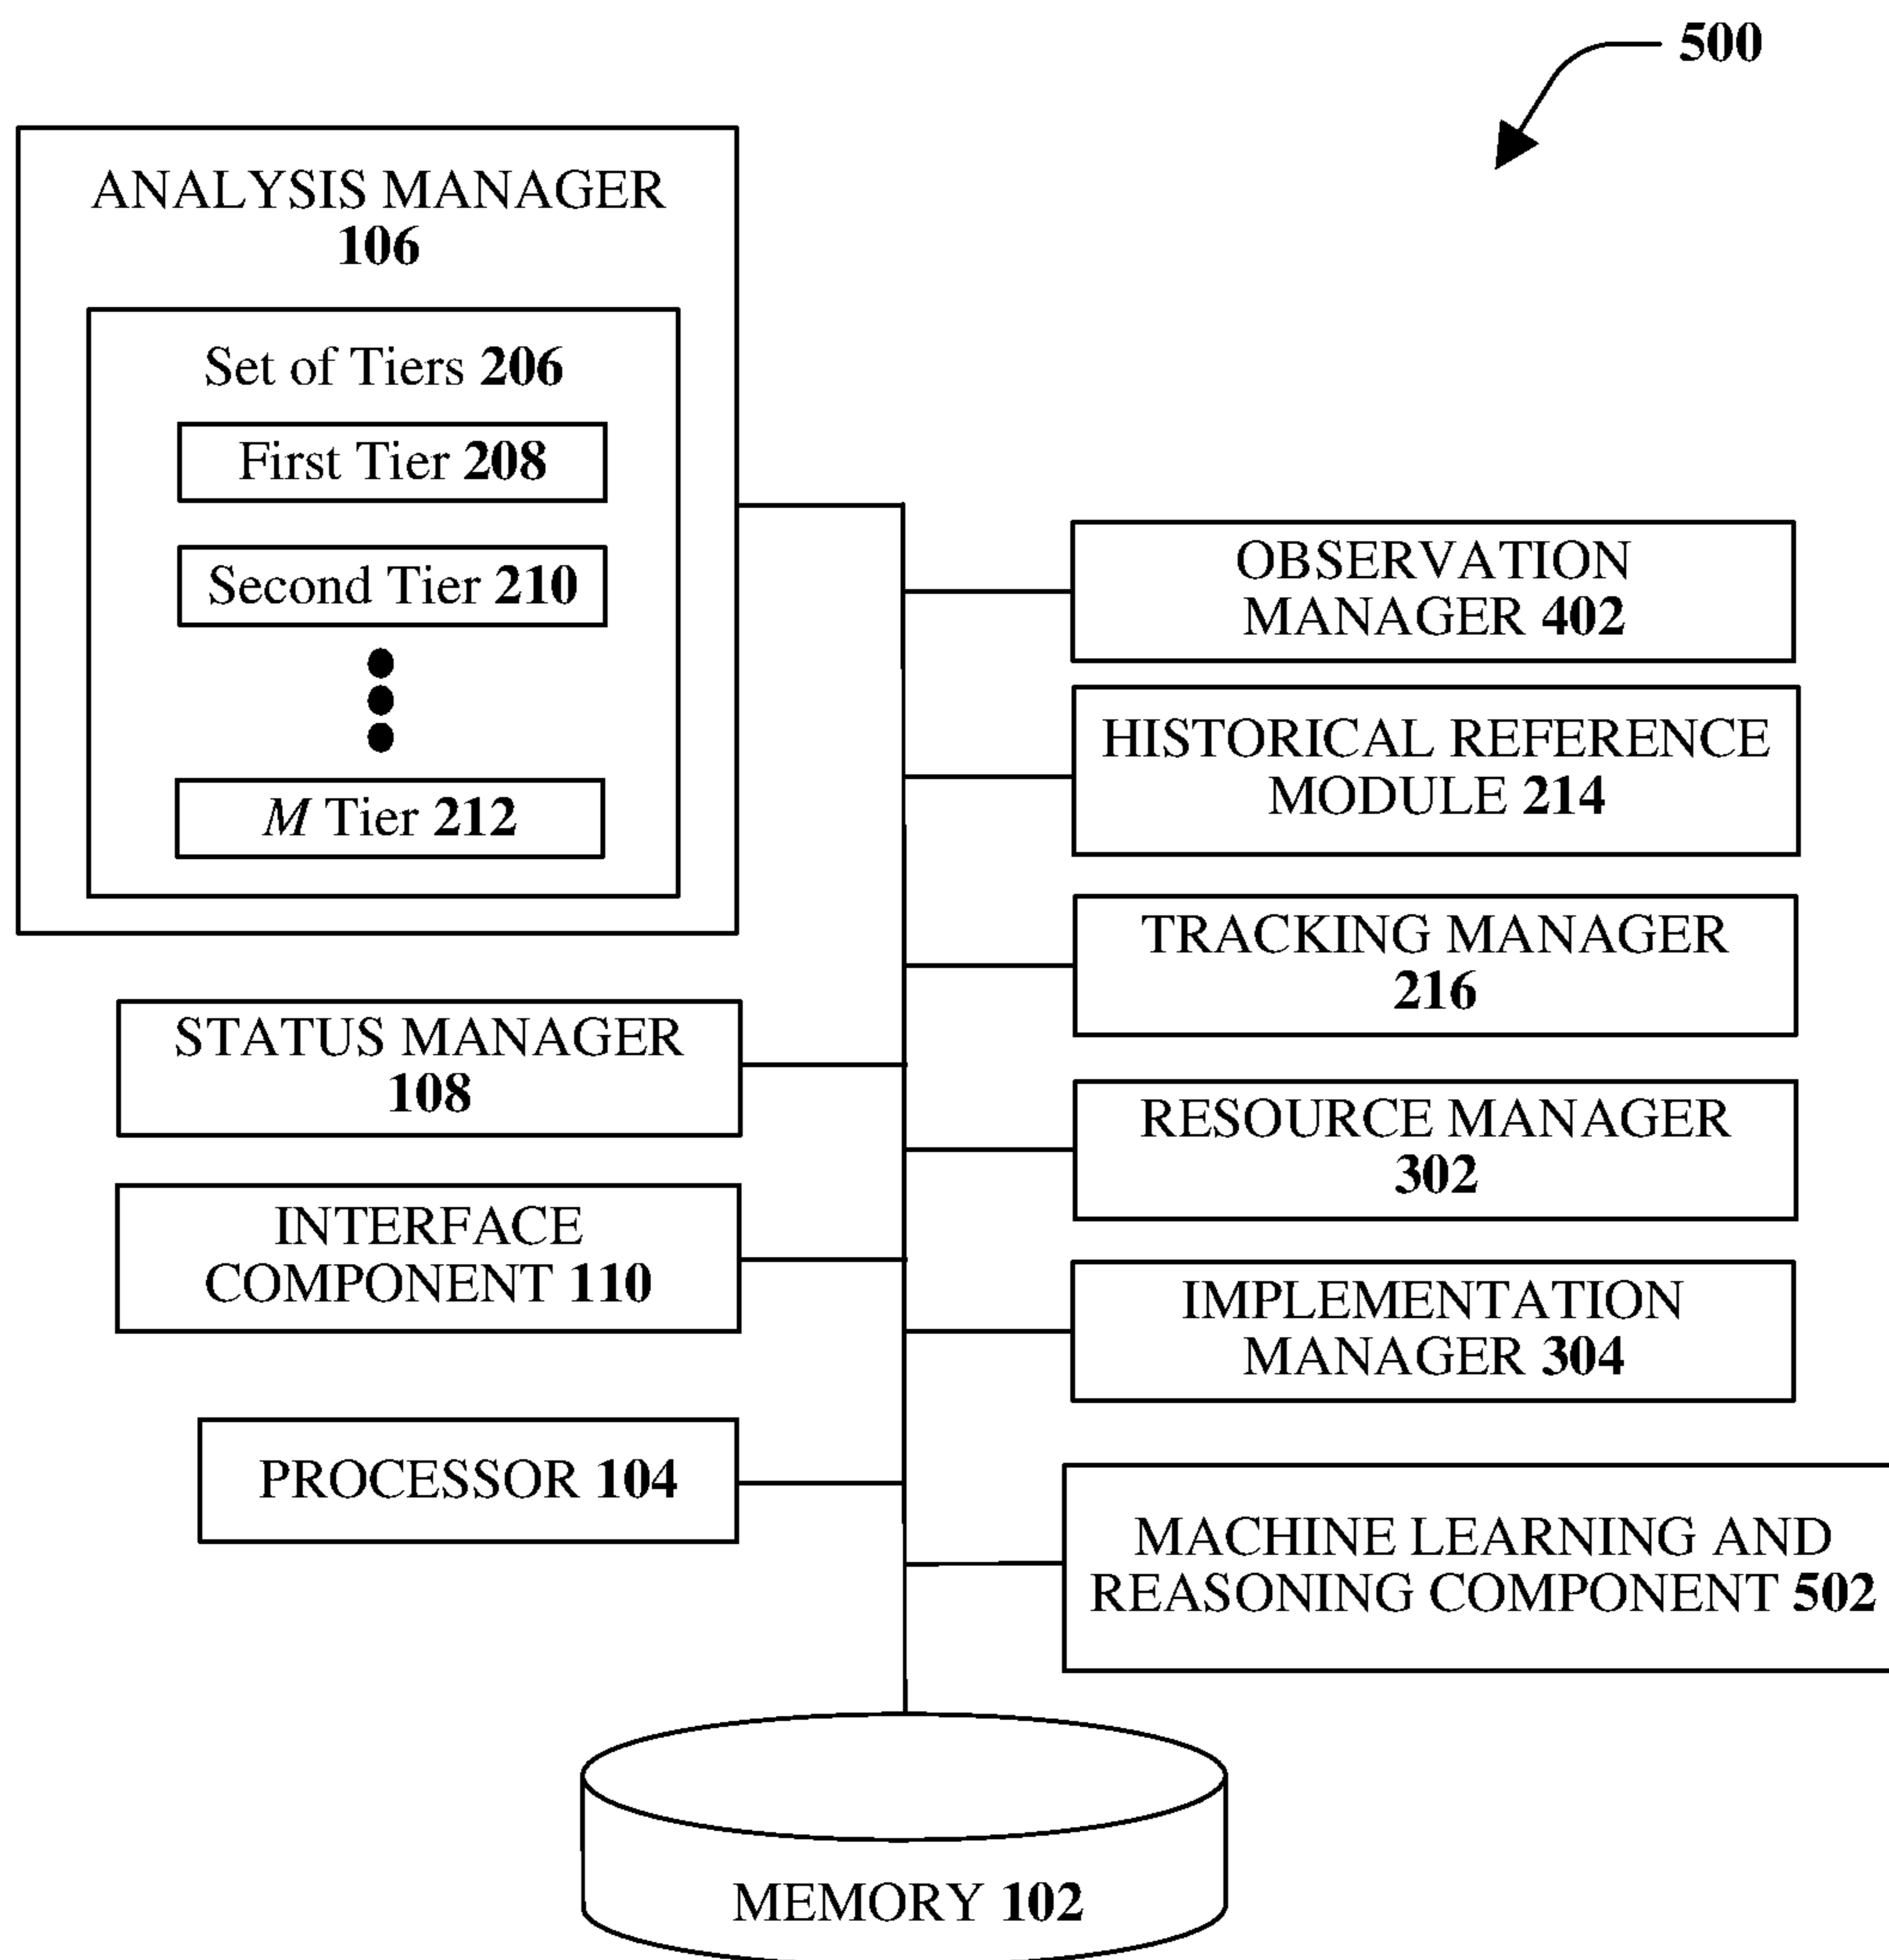 500
ANALYSIS MANAGER
106
Set of Tiers 206
First Tier 208
Second Tier 210
M Tier 212
STATUS MANAGER
108
INTERFACE
COMPONENT 110
PROCESSOR 104
OBSERVATION
MANAGER 402
HISTORICAL REFERENCE
MODULE 214
TRACKING MANAGER
216
RESOURCE MANAGER
302
IMPLEMENTATION
MANAGER 304
MACHINE LEARNING AND
REASONING COMPONENT 502
MEMORY 102